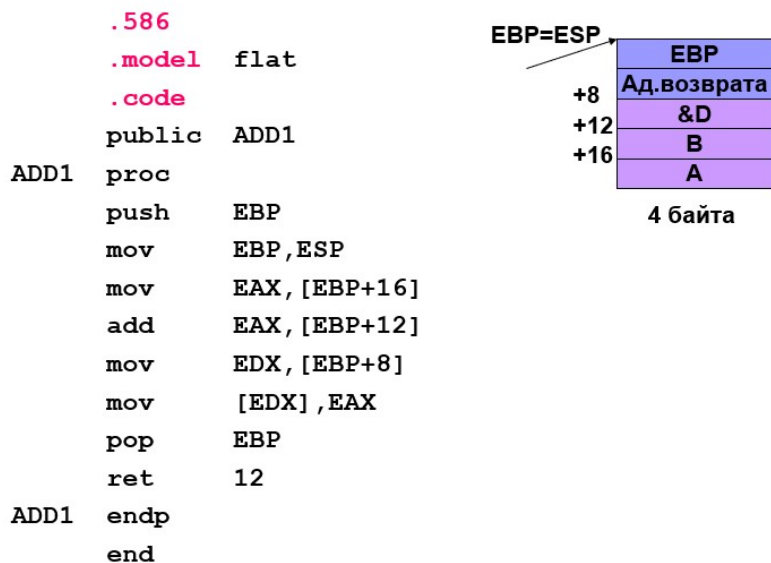 .586
.model flat
.code
public ADD1
ADD1 proc
push EBP
mov EBP,ESP
mov EAX,[EBP+16]
add EAX,[EBP+12]
mov EDX,[EBP+8]
mov [EDX],EAX
pop EBP
ret 12
ADD1 endp
end
EBP=ESP
EBP
Ад.возврата
+8
&D
+12
B
+16
A
4 байта